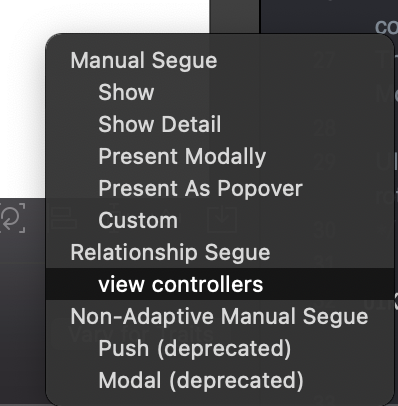 Manual Segue
Show
Show Detail
Present Modally
Present As Popover
Custom
Relationship Segue
view controllers
Non-Adaptive Manual Segue
Push (deprecated)
Modal (deprecated)